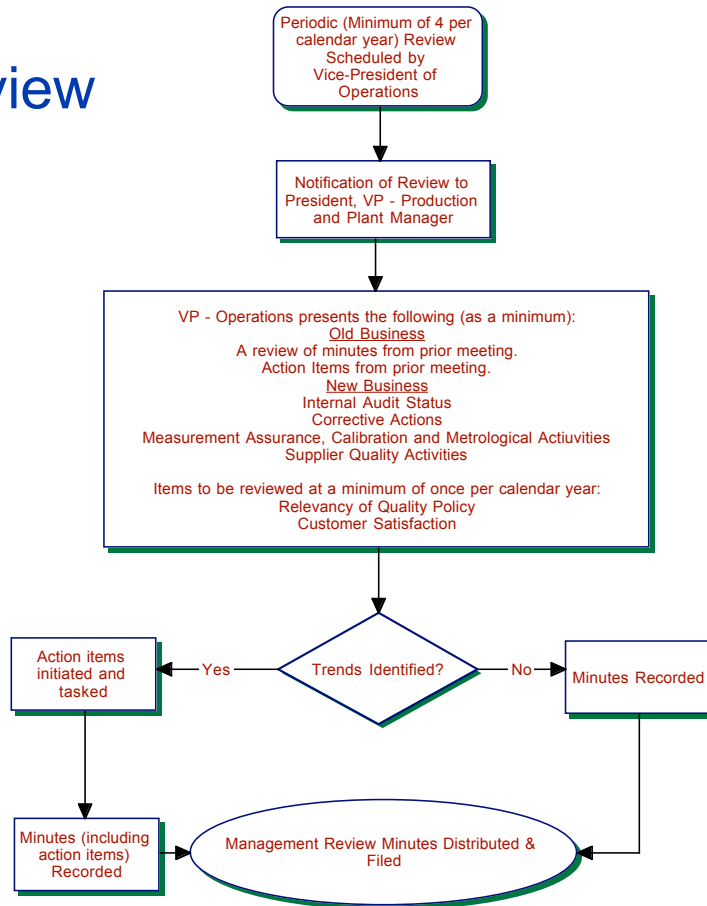 view
Periodic (Minimum of 4 per
calendar year) Review
Scheduled by
Vice-President of
Operations
Notification of Review to
President, VP - Production
and Plant Manager
VP - Operations presents the following (as a minimum):
Old Business
A review of minutes from prior meeting.
Action Items from prior meeting.
New Business
Internal Audit Status
Corrective Actions
Measurement Assurance, Calibration and Metrological Actiuvities
Supplier Quality Activities
Items to be reviewed at a minimum of once per calendar year:
Relevancy of Quality Policy
Customer Satisfaction
Action items
initiated and
tasked
Yes
Trends Identified?
No
Minutes Recorded
Minutes (including
action items)
Recorded
Management Review Minutes Distributed &
Filed